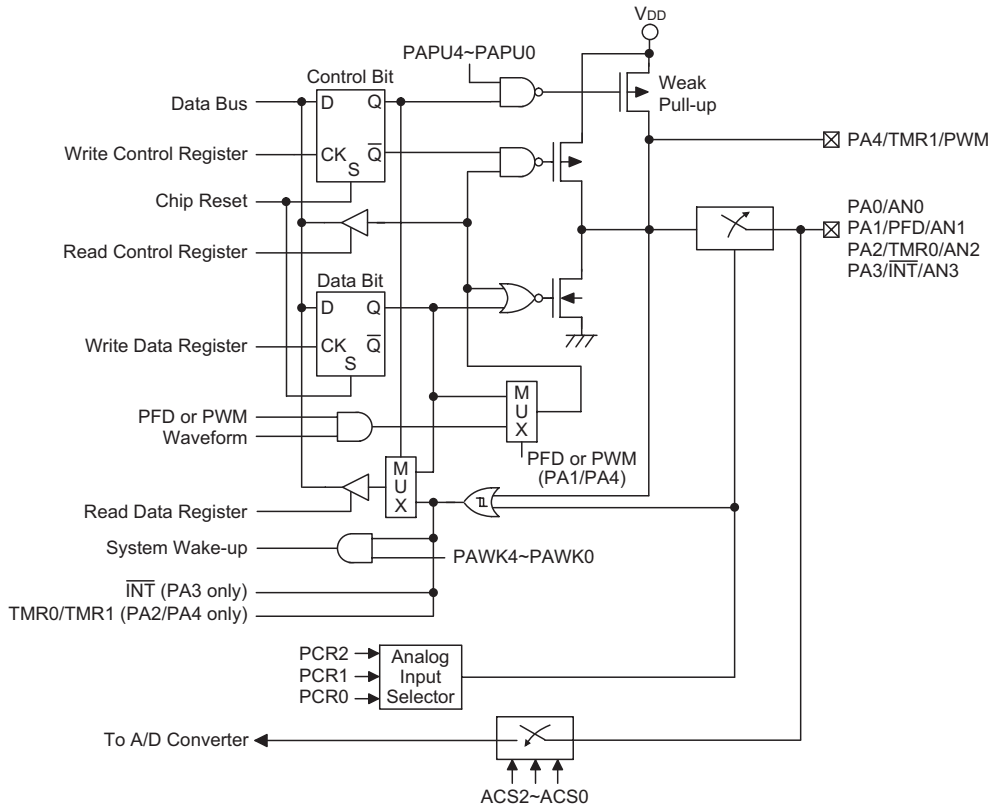 VDD
PAPU4~PAPU0
Control Bit
Weak
Pull-up
Data Bus
D
Q
PA4/TMR1/PWM
Write Control Register
CK
Q̅
S
Chip Reset
PA0/AN0
PA1/PFD/AN1
PA2/TMR0/AN2
PA3/I̅N̅T̅/AN3
Read Control Register
Data Bit
D
Q
Write Data Register
CK
Q̅
S
M
U
X
PFD or PWM
Waveform
PFD or PWM
(PA1/PA4)
M
U
X
Read Data Register
System Wake-up
PAWK4~PAWK0
I̅N̅T̅ (PA3 only)
TMR0/TMR1 (PA2/PA4 only)
PCR2
PCR1
PCR0
Analog
Input
Selector
To A/D Converter
ACS2~ACS0